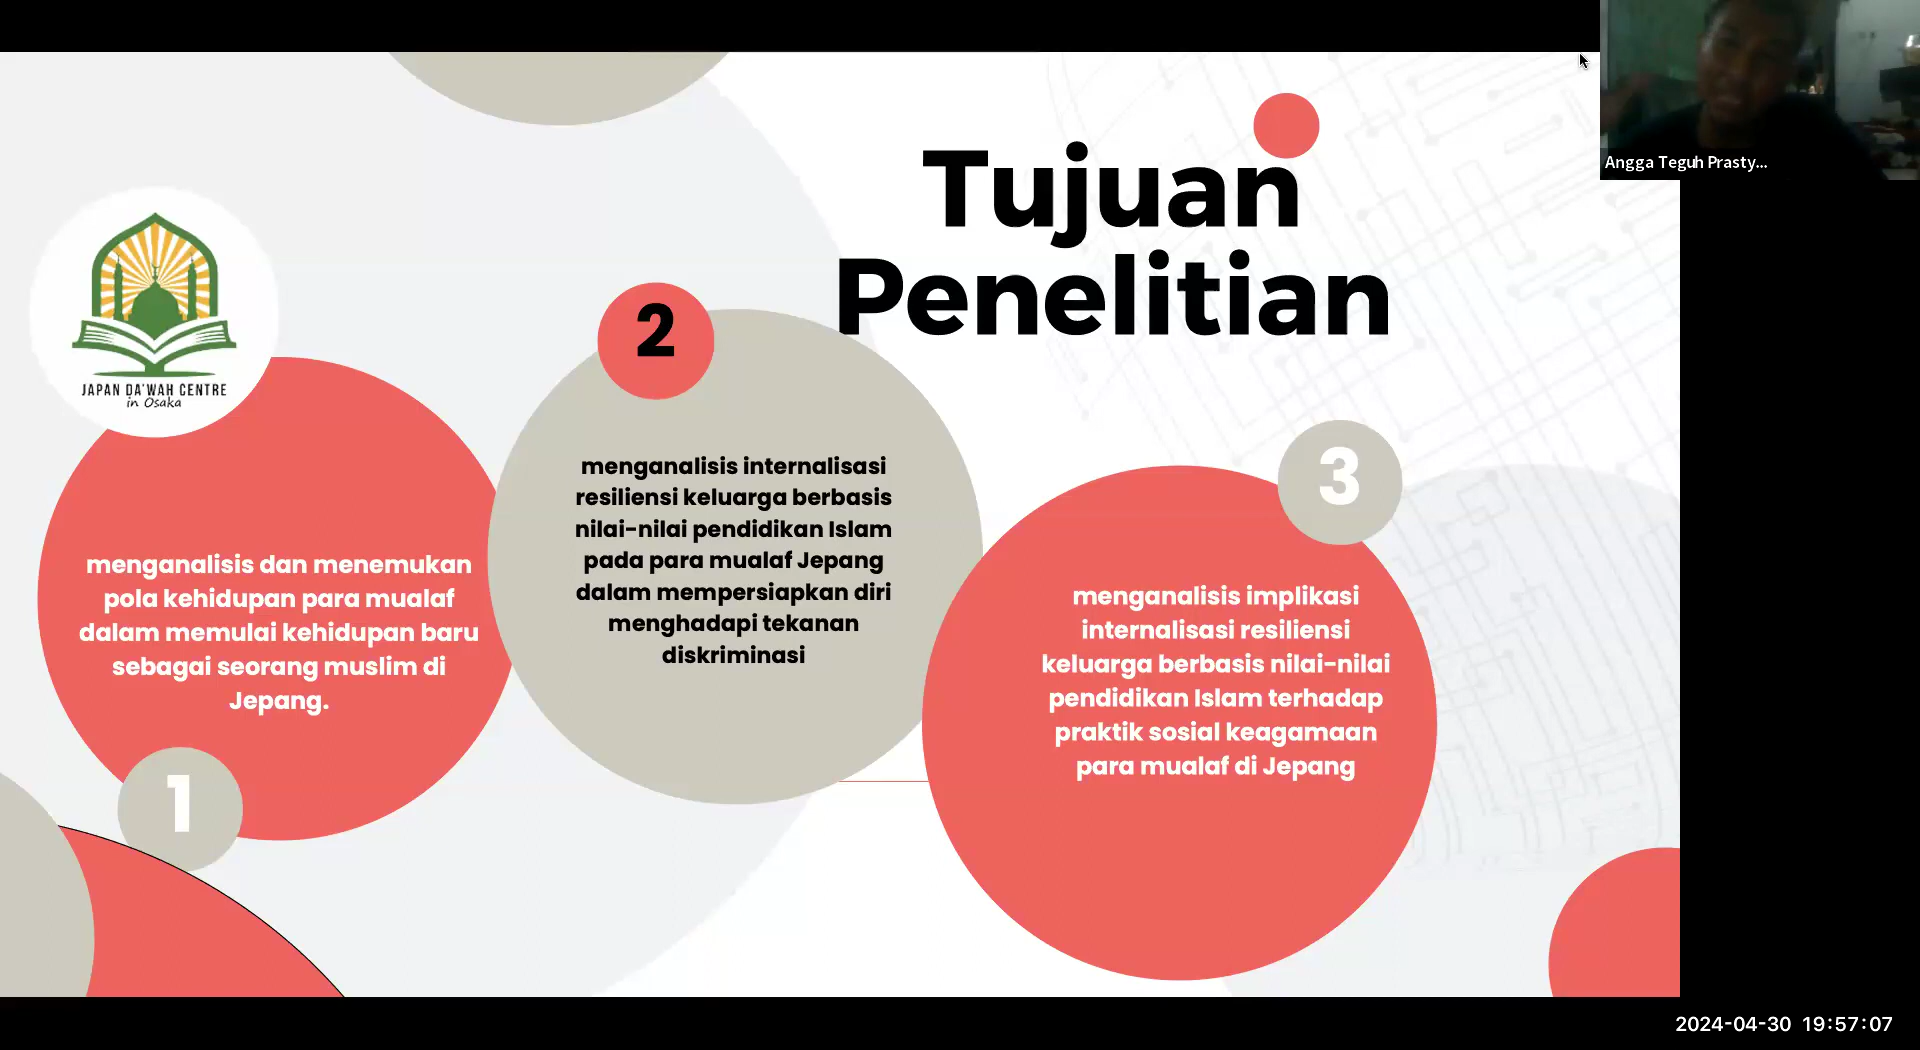 Tujuan
Penelitian
Angga Teguh Prasty...
JAPAN DA'WAH CENTRE
in Osaka
menganalisis dan menemukan
pola kehidupan para mualaf
dalam memulai kehidupan baru
sebagai seorang muslim di
Jepang.
1
2
menganalisis internalisasi
resiliensi keluarga berbasis
nilai-nilai pendidikan Islam
pada para mualaf Jepang
dalam mempersiapkan diri
menghadapi tekanan
diskriminasi
3
menganalisis implikasi
internalisasi resiliensi
keluarga berbasis nilai-nilai
pendidikan Islam terhadap
praktik sosial keagamaan
para mualaf di Jepang
2024-04-30 19:57:07